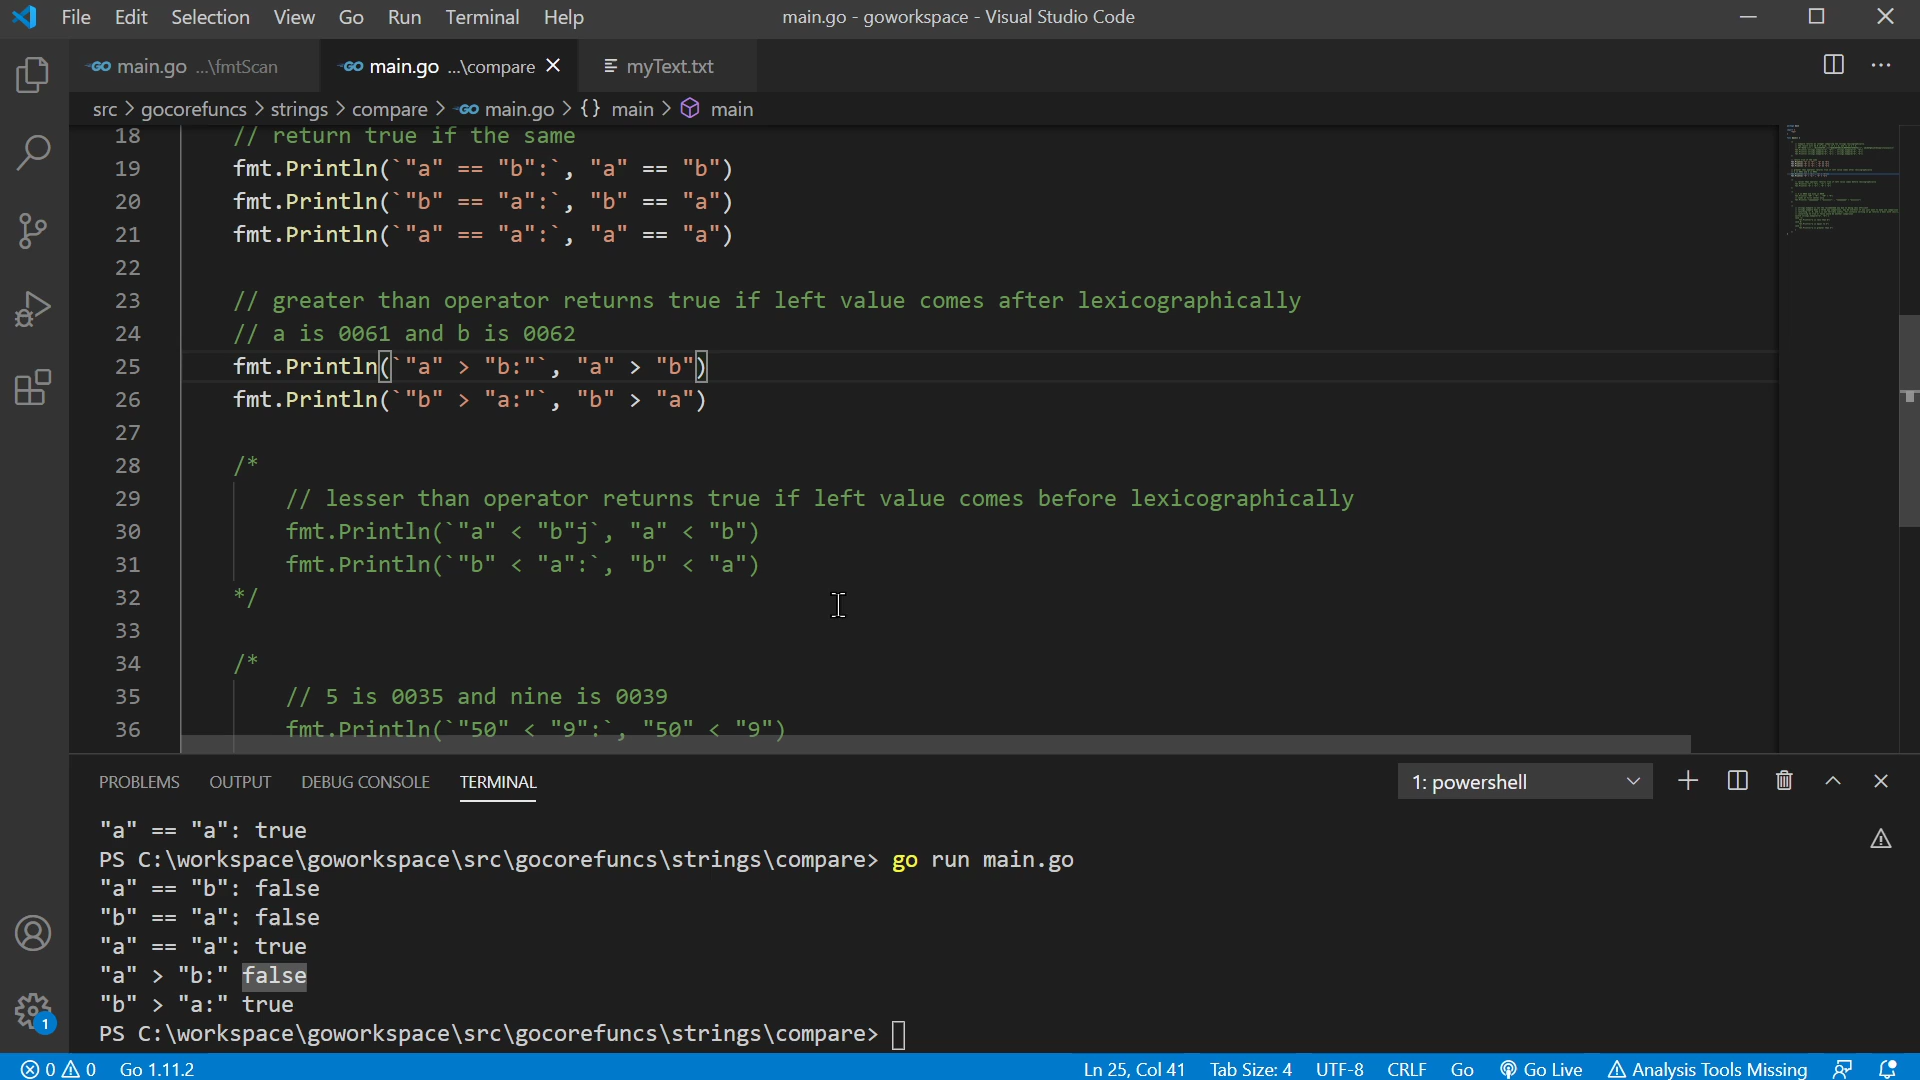 File Edit Selection View Go Run Terminal Help
main.go - goworkspace - Visual Studio Code
main.go ...\fmtScan
main.go ...\compare
myText.txt
src > gocorefuncs > strings > compare > main.go > {} main > main
18 // return true if the same
19 fmt.Println(`"a" == "b":`, "a" == "b")
20 fmt.Println(`"b" == "a":`, "b" == "a")
21 fmt.Println(`"a" == "a":`, "a" == "a")
22
23 // greater than operator returns true if left value comes after lexicographically
24 // a is 0061 and b is 0062
25 fmt.Println(`"a" > "b:"`, "a" > "b")
26 fmt.Println(`"b" > "a:"`, "b" > "a")
27
28 /*
29 // lesser than operator returns true if left value comes before lexicographically
30 fmt.Println(`"a" < "b"j`, "a" < "b")
31 fmt.Println(`"b" < "a":`, "b" < "a")
32 */
33
34 /*
35 // 5 is 0035 and nine is 0039
36 fmt.Println(`"50" < "9":`, "50" < "9")
PROBLEMS OUTPUT DEBUG CONSOLE TERMINAL
1: powershell
"a" == "a": true
PS C:\workspace\goworkspace\src\gocorefuncs\strings\compare> go run main.go
"a" == "b": false
"b" == "a": false
"a" == "a": true
"a" > "b:" false
"b" > "a:" true
PS C:\workspace\goworkspace\src\gocorefuncs\strings\compare>
1
0 0 Go 1.11.2
Ln 25, Col 41 Tab Size: 4 UTF-8 CRLF Go Go Live Analysis Tools Missing